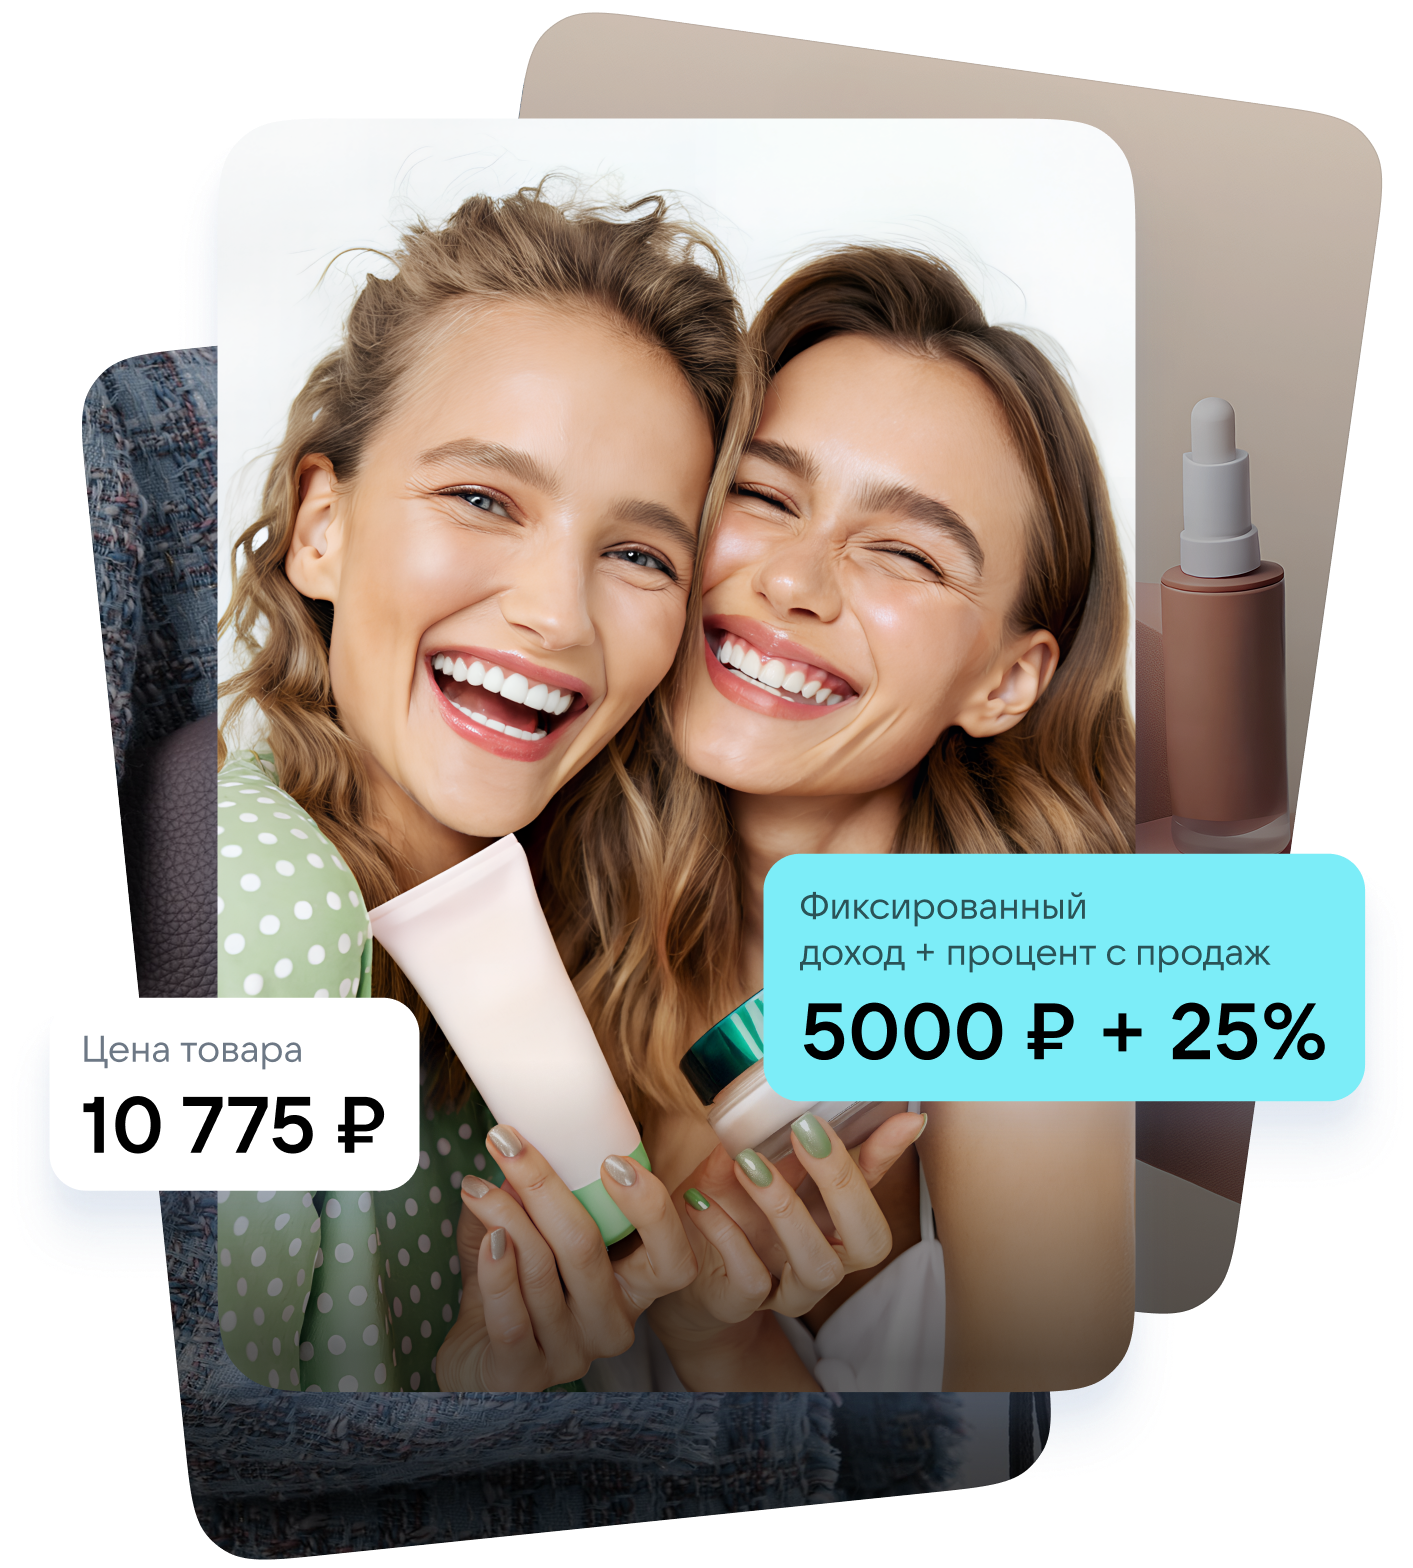 Фиксированный
доход + процент с продаж
5000 ₽ + 25%
Цена товара
10 775 ₽